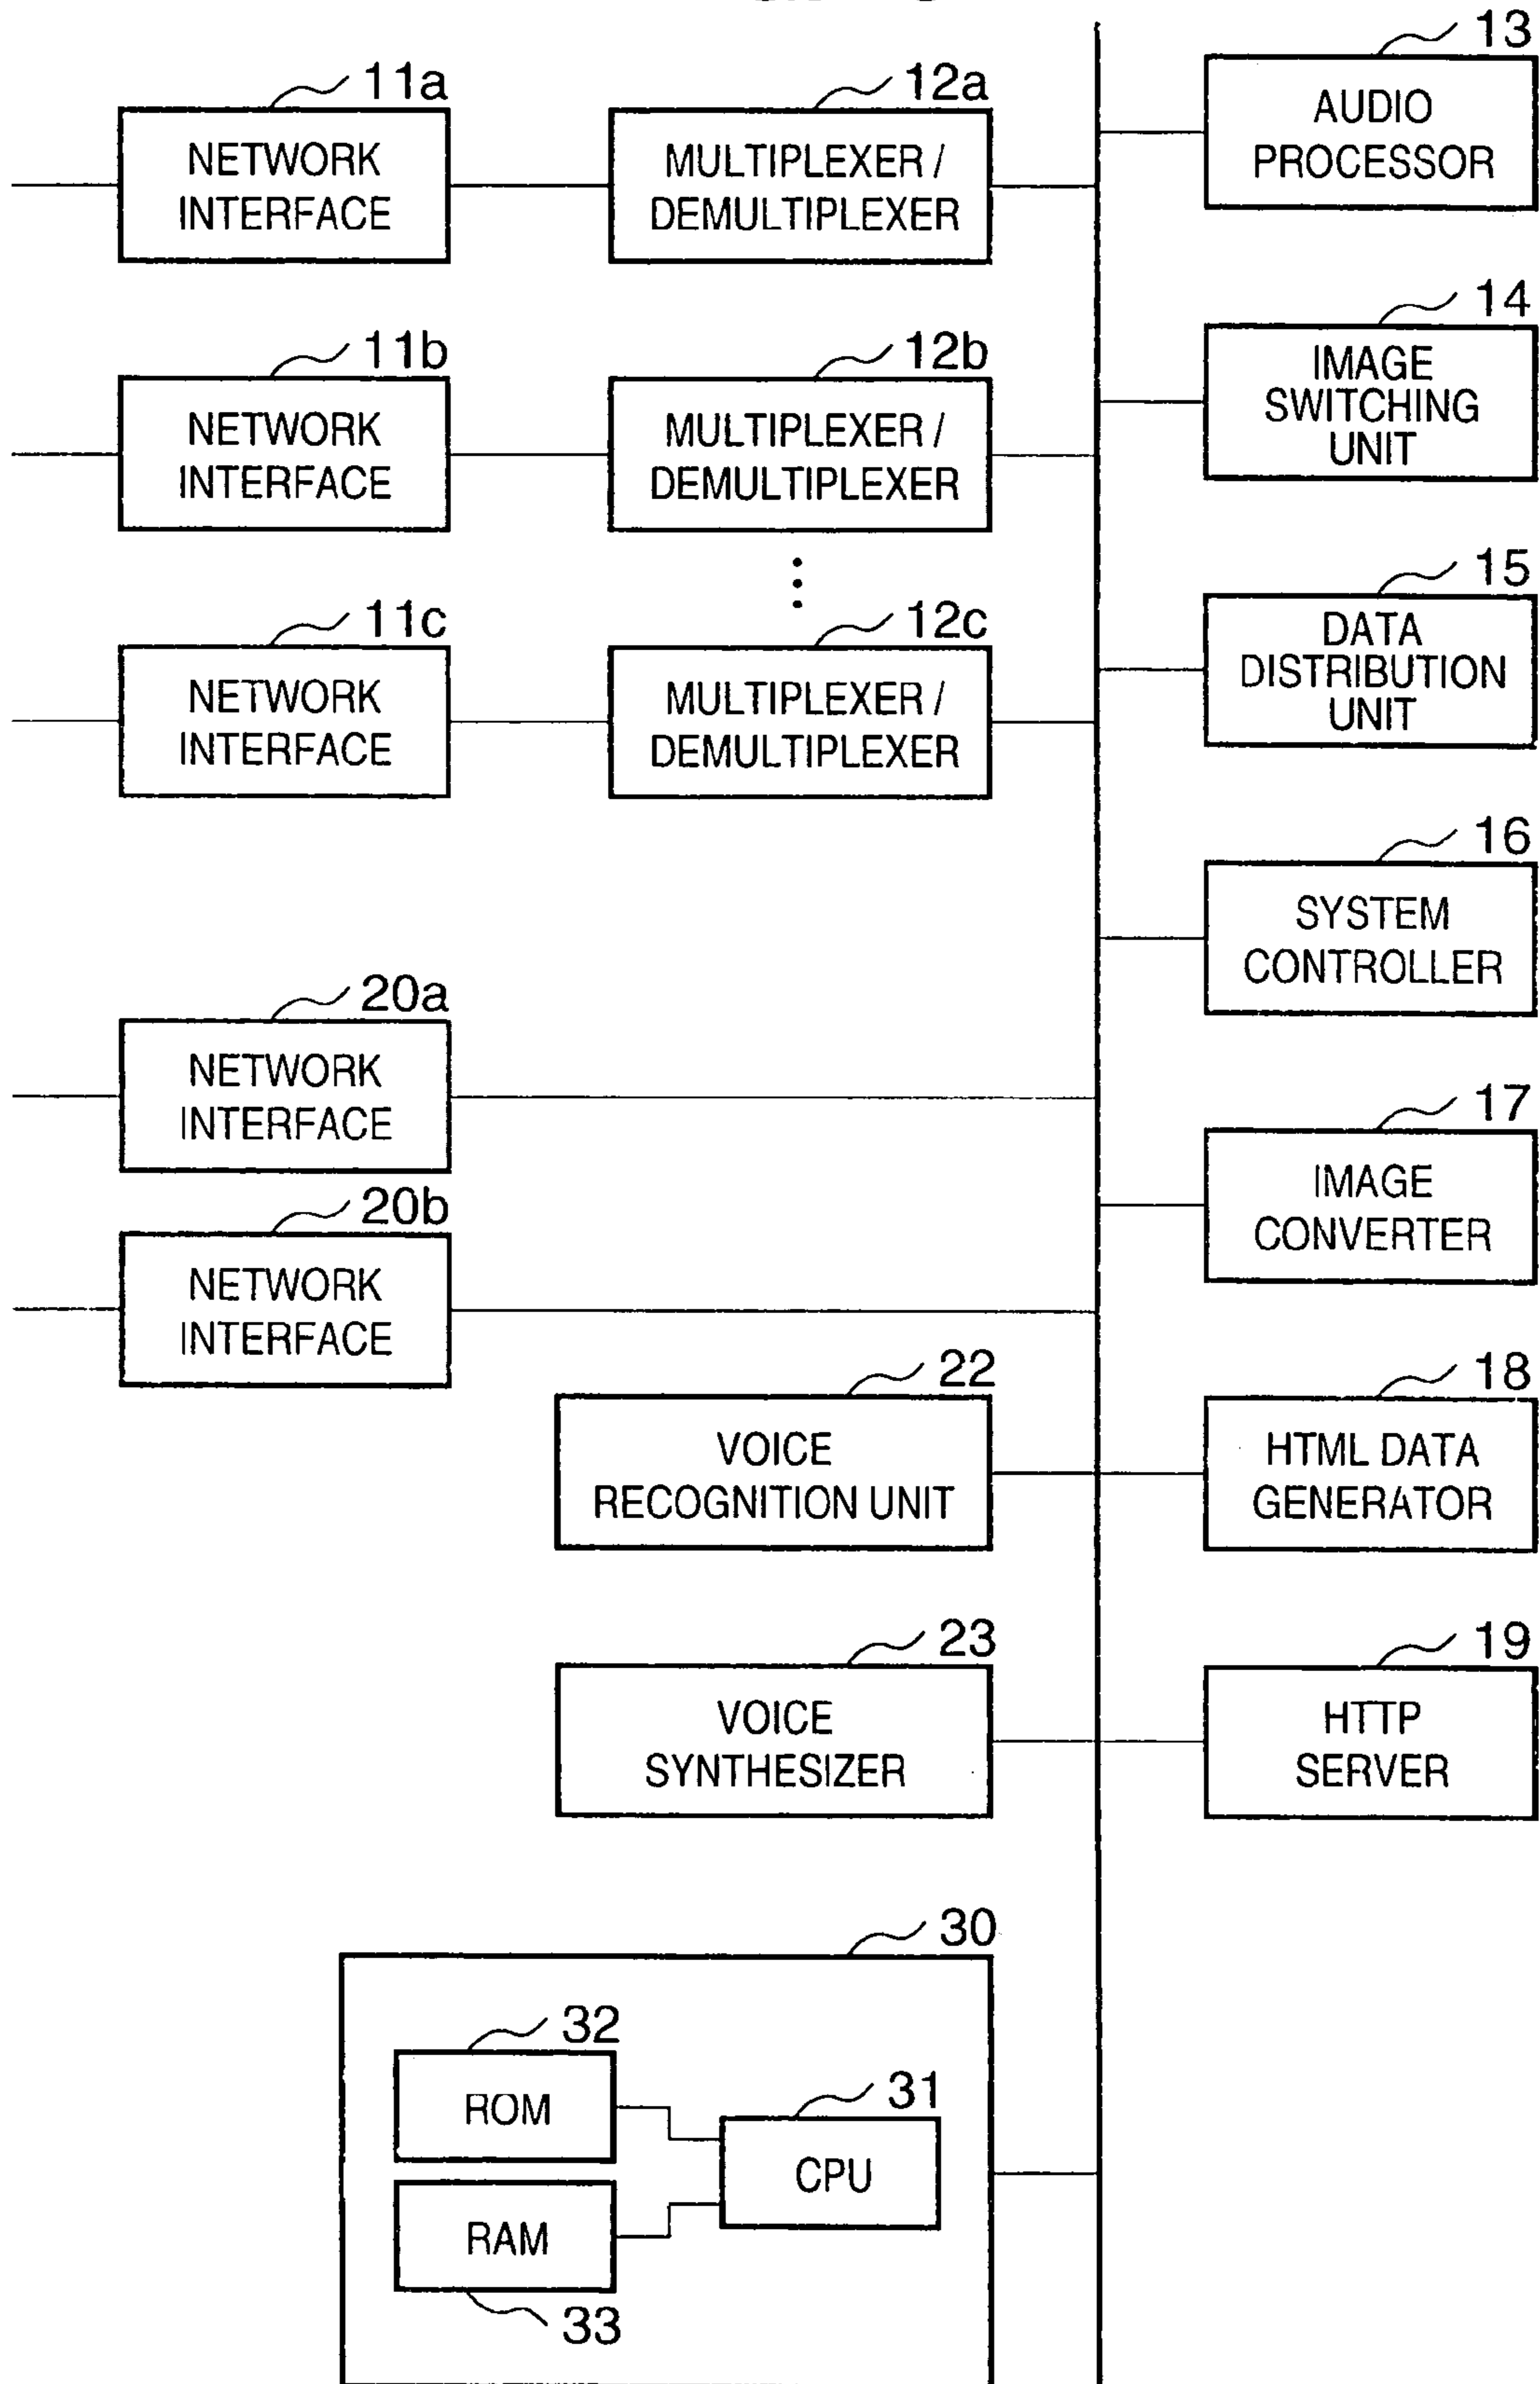 13
AUDIO
PROCESSOR
11a
NETWORK
INTERFACE
12a
MULTIPLEXER /
DEMULTIPLEXER
14
IMAGE
SWITCHING
UNIT
11b
NETWORK
INTERFACE
12b
MULTIPLEXER /
DEMULTIPLEXER
15
DATA
DISTRIBUTION
UNIT
11c
NETWORK
INTERFACE
12c
MULTIPLEXER /
DEMULTIPLEXER
16
SYSTEM
CONTROLLER
20a
NETWORK
INTERFACE
17
IMAGE
CONVERTER
20b
NETWORK
INTERFACE
22
VOICE
RECOGNITION UNIT
18
HTML DATA
GENERATOR
23
VOICE
SYNTHESIZER
19
HTTP
SERVER
30
32
ROM
31
CPU
RAM
33